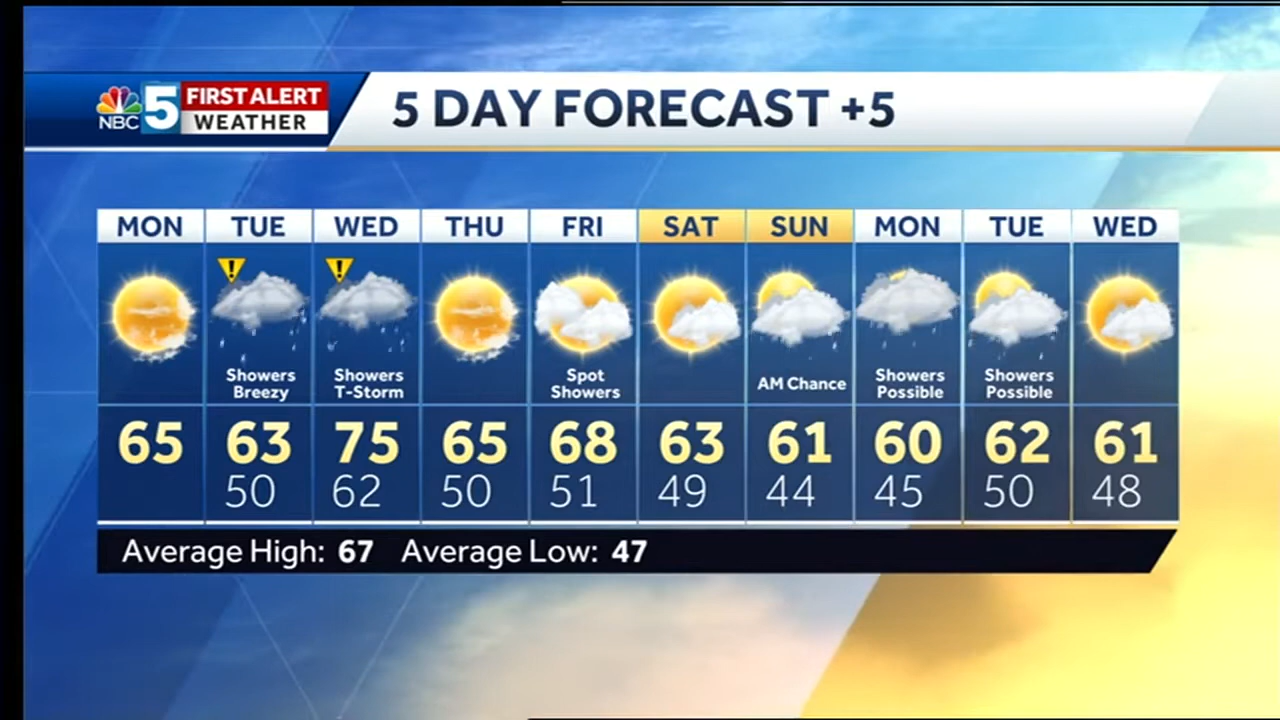 NBC 5 FIRST ALERT WEATHER
5 DAY FORECAST +5
MON TUE WED THU FRI SAT SUN MON TUE WED
! !
Showers Breezy
Showers T-Storm
Spot Showers
AM Chance
Showers Possible
Showers Possible
65 63 75 65 68 63 61 60 62 61
50 62 50 51 49 44 45 50 48
Average High: 67 Average Low: 47